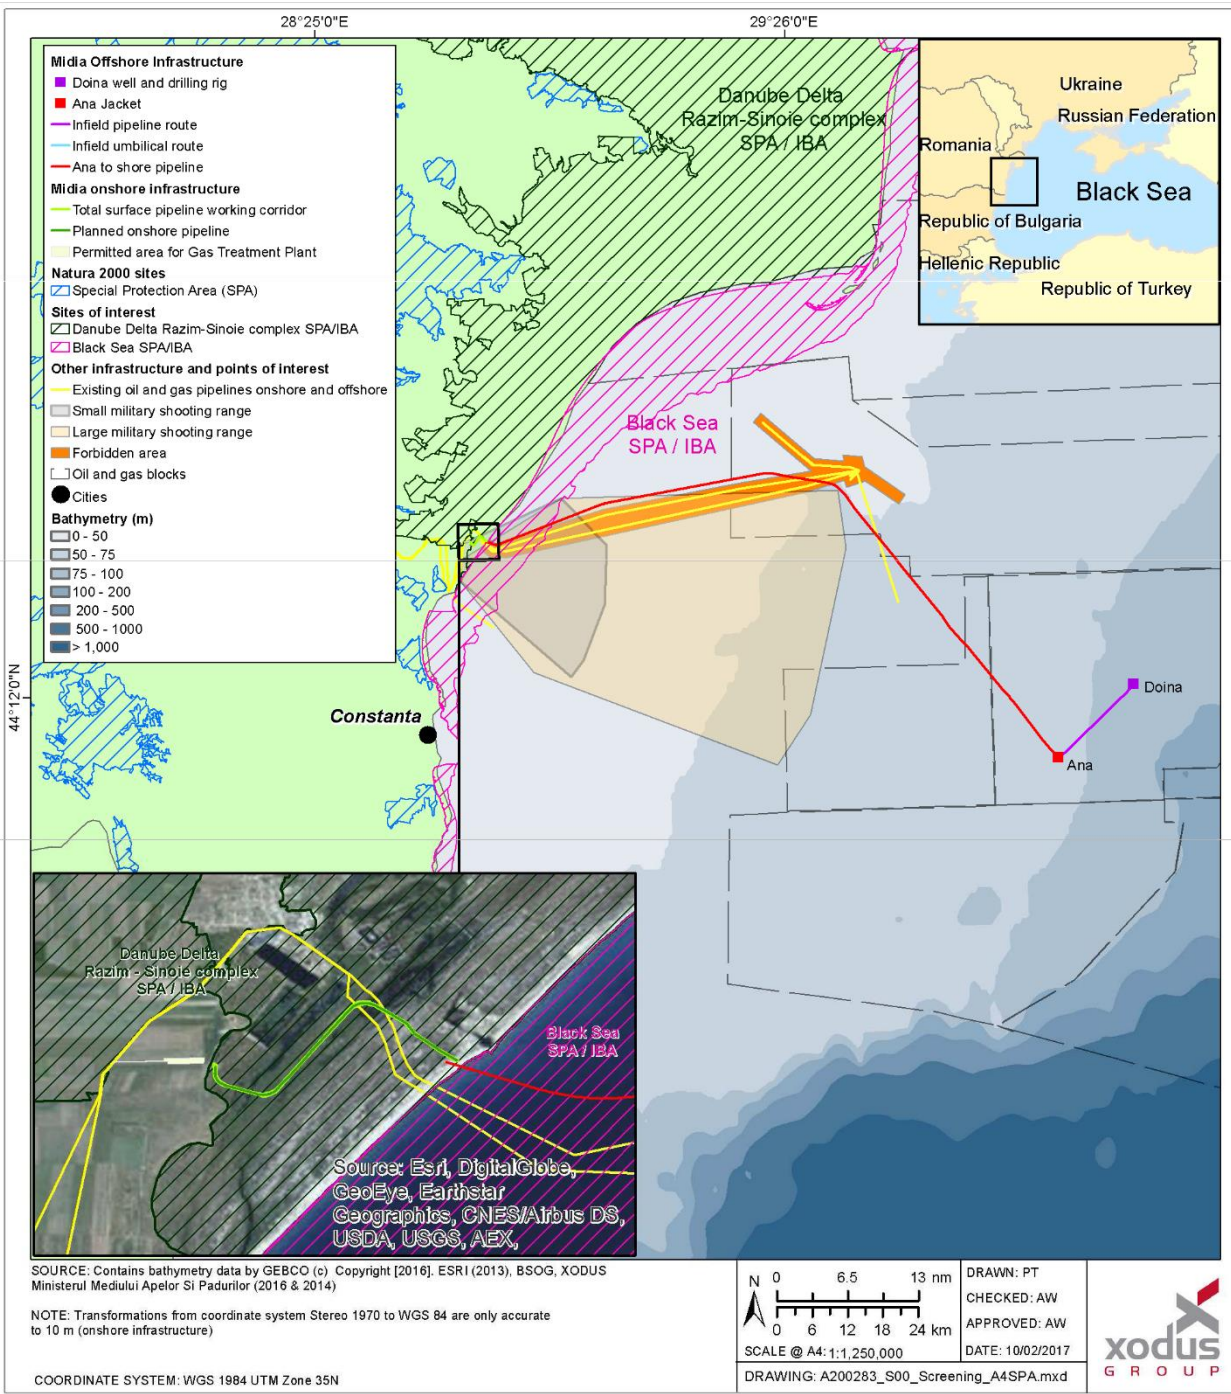 28°25'0"E
29°26'0"E
44°12'0"N
Midia Offshore Infrastructure
Doina well and drilling rig
Ana Jacket
Infield pipeline route
Infield umbilical route
Ana to shore pipeline
Midia onshore infrastructure
Total surface pipeline working corridor
Planned onshore pipeline
Permitted area for Gas Treatment Plant
Natura 2000 sites
Special Protection Area (SPA)
Sites of interest
Danube Delta Razim-Sinoie complex SPA/IBA
Black Sea SPA/IBA
Other infrastructure and points of interest
Existing oil and gas pipelines onshore and offshore
Small military shooting range
Large military shooting range
Forbidden area
Oil and gas blocks
Cities
Bathymetry (m)
0 - 50
50 - 75
75 - 100
100 - 200
200 - 500
500 - 1000
> 1,000
Danube Delta
Razim-Sinoie complex
SPA / IBA
Ukraine
Russian Federation
Romania
Black Sea
Republic of Bulgaria
Hellenic Republic
Republic of Turkey
Black Sea
SPA / IBA
Constanta
Doina
Ana
Danube Delta
Razim - Sinoie complex
SPA / IBA
Black Sea
SPA / IBA
Source: Esri, DigitalGlobe,
GeoEye, Earthstar
Geographics, CNES/Airbus DS,
USDA, USGS, AEX,
SOURCE: Contains bathymetry data by GEBCO (c) Copyright [2016]. ESRI (2013), BSOG, XODUS
Ministerul Mediului Apelor Si Padurilor (2016 & 2014)
NOTE: Transformations from coordinate system Stereo 1970 to WGS 84 are only accurate
to 10 m (onshore infrastructure)
COORDINATE SYSTEM: WGS 1984 UTM Zone 35N
N
0 6.5 13 nm
0 6 12 18 24 km
SCALE @ A4: 1:1,250,000
DRAWN: PT
CHECKED: AW
APPROVED: AW
DATE: 10/02/2017
DRAWING: A200283_S00_Screening_A4SPA.mxd
xodus
GROUP